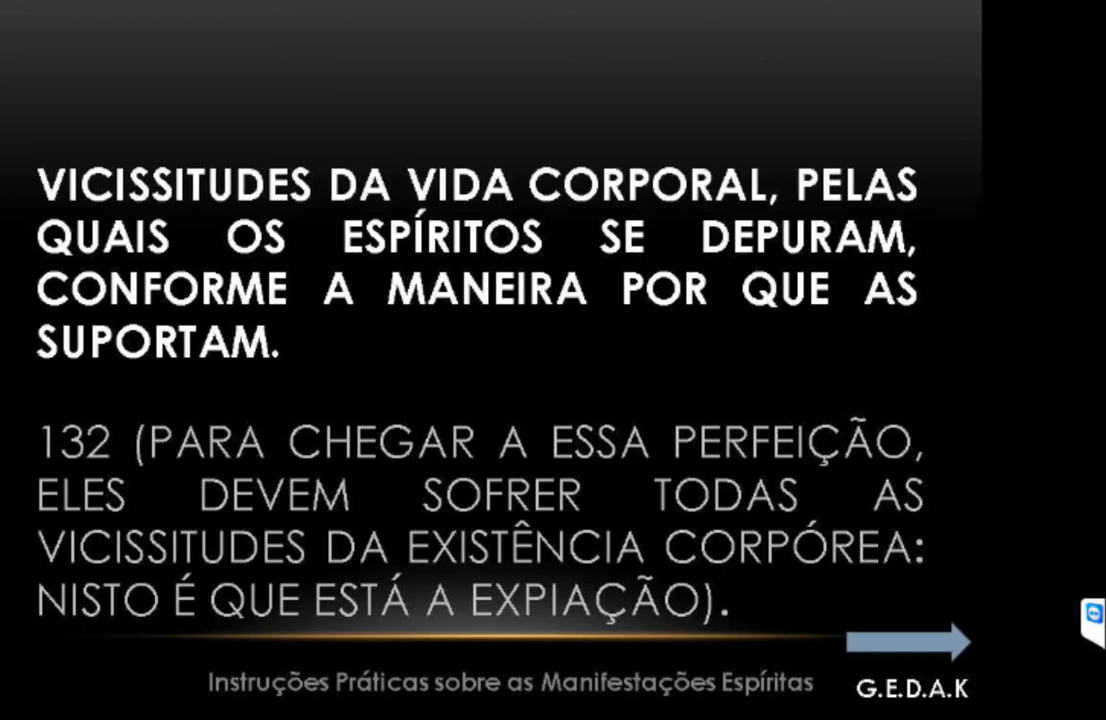 VICISSITUDES DA VIDA CORPORAL, PELAS
QUAIS OS ESPÍRITOS SE DEPURAM,
CONFORME A MANEIRA POR QUE AS
SUPORTAM.
132 (PARA CHEGAR A ESSA PERFEIÇÃO,
ELES DEVEM SOFRER TODAS AS
VICISSITUDES DA EXISTÊNCIA CORPÓREA:
NISTO É QUE ESTÁ A EXPIAÇÃO).
Instruções Práticas sobre as Manifestações Espíritas
G.E.D.A.K